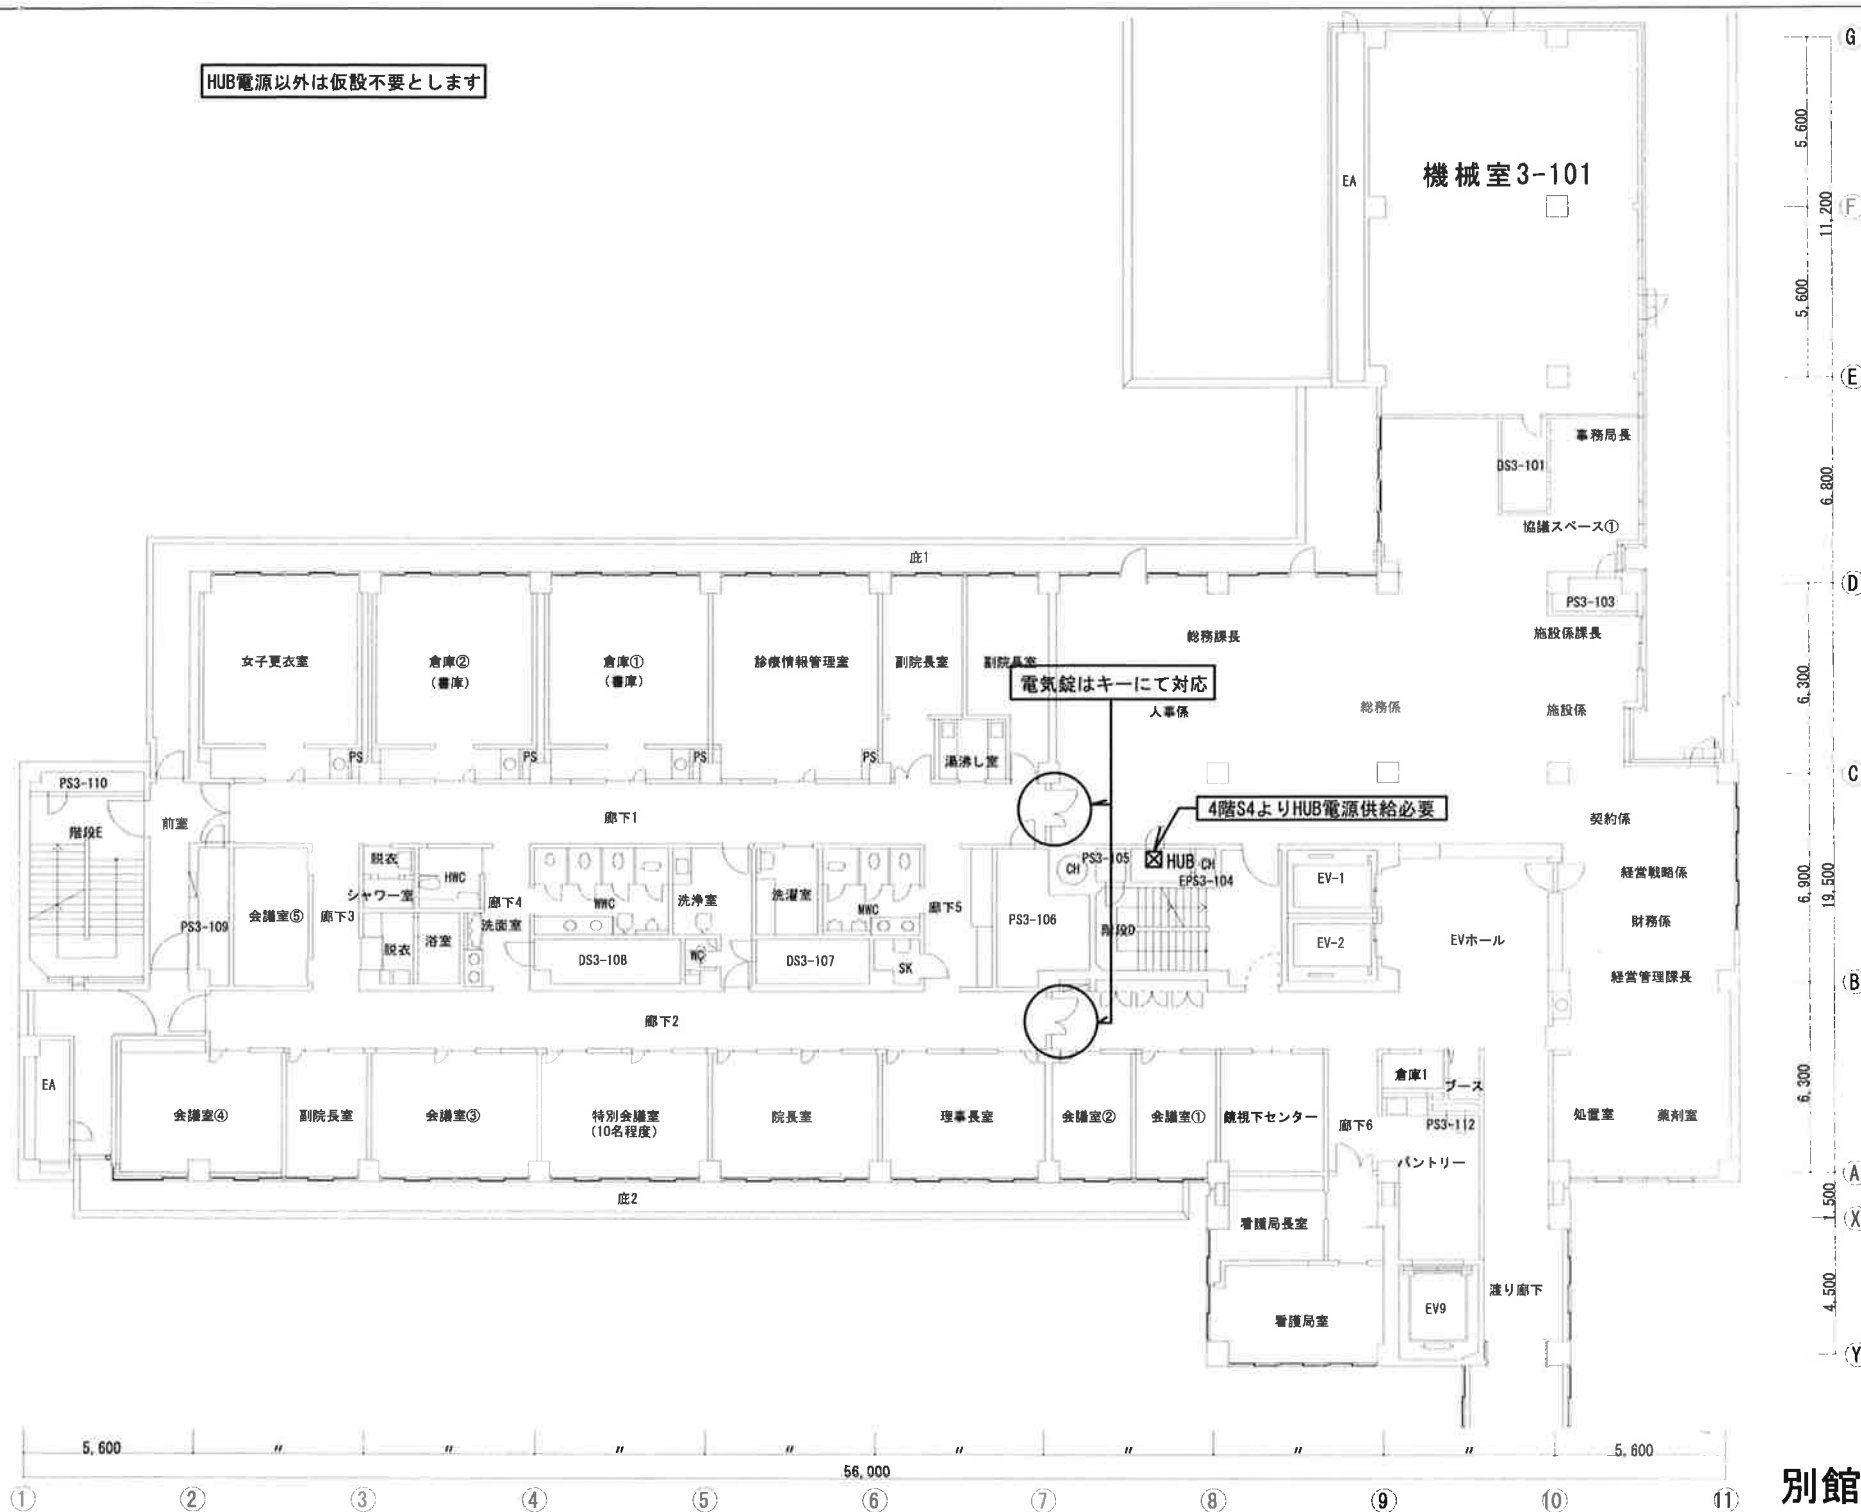 HUB電源以外は仮設不要とします
G
5,600
EA
機械室3-101
11,200
F
5,600
E
事務局長
DS3-101
6,800
協議スペース①
庇1
D
PS3-103
総務課長
施設係課長
女子更衣室
倉庫②
(書庫)
倉庫①
(書庫)
診療情報管理室
副院長室
副院長室
電気錠はキーにて対応
6,300
人事係
総務係
施設係
PS
PS
PS
PS
湯沸し室
PS3-110
C
前室
階段E
廊下1
4階S4よりHUB電源供給必要
契約係
脱衣
シャワー室
HWC
PS3-105
HUB
CH
CH
EPS3-104
EV-1
経営戦略係
6,900
19,500
会議室⑤
廊下3
廊下4
洗面室
WWC
洗浄室
洗濯室
MWC
廊下5
PS3-106
PS3-109
財務係
階段D
EV-2
EVホール
脱衣
浴室
DS3-108
WC
DS3-107
SK
経営管理課長
B
廊下2
EA
会議室④
副院長室
会議室③
特別会議室
(10名程度)
院長室
理事長室
会議室②
会議室①
鏡視下センター
廊下6
倉庫1
ブース
PS3-112
パントリー
処置室
薬剤室
6,300
A
庇2
1,500
X
看護局長室
4,500
渡り廊下
EV9
看護局室
Y
5,600
〃
〃
〃
〃
〃
〃
〃
〃
5,600
56,000
別館
①
②
③
④
⑤
⑥
⑦
⑧
⑨
⑩
⑪